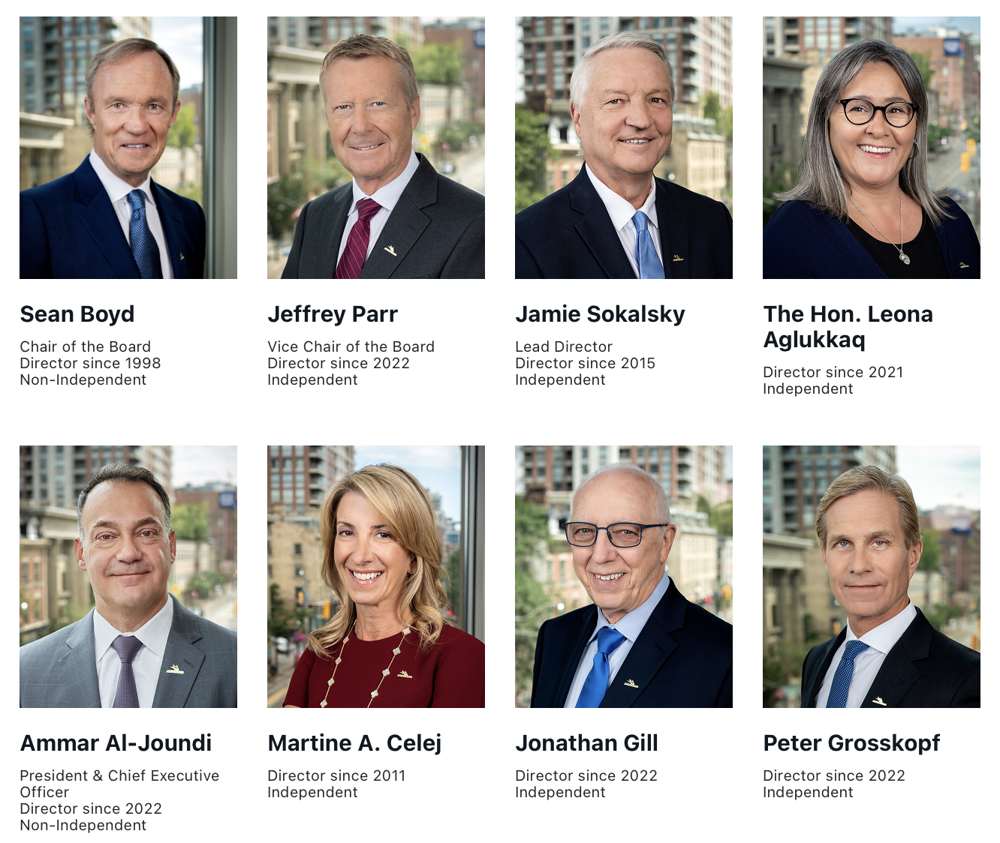 Sean Boyd
Chair of the Board
Director since 1998
Non-Independent
Jeffrey Parr
Vice Chair of the Board
Director since 2022
Independent
Jamie Sokalsky
Lead Director
Director since 2015
Independent
The Hon. Leona
Aglukkaq
Director since 2021
Independent
Ammar Al-Joundi
President & Chief Executive
Officer
Director since 2022
Non-Independent
Martine A. Celej
Director since 2011
Independent
Jonathan Gill
Director since 2022
Independent
Peter Grosskopf
Director since 2022
Independent